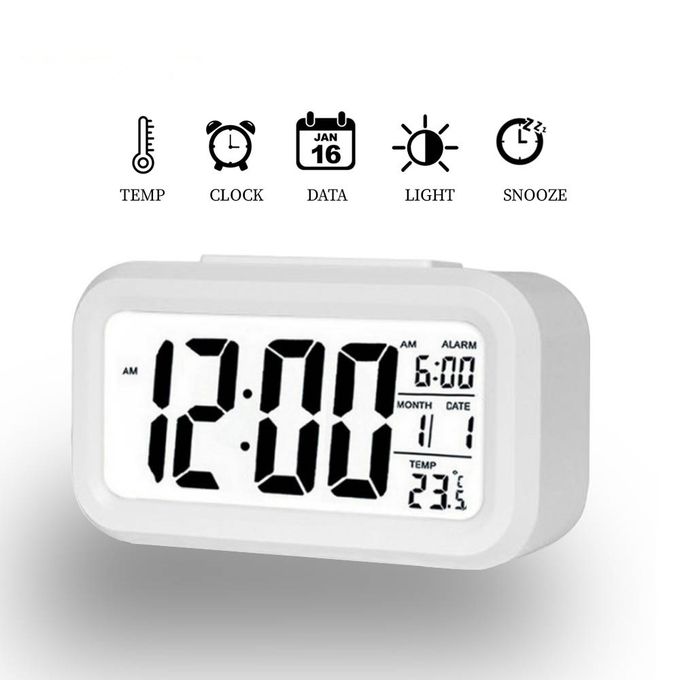 JAN
16
TEMP CLOCK DATA LIGHT SNOOZE
AM 12:00
AM ALARM
6:00
MONTH DATE
1 1
TEMP
23.5 °C